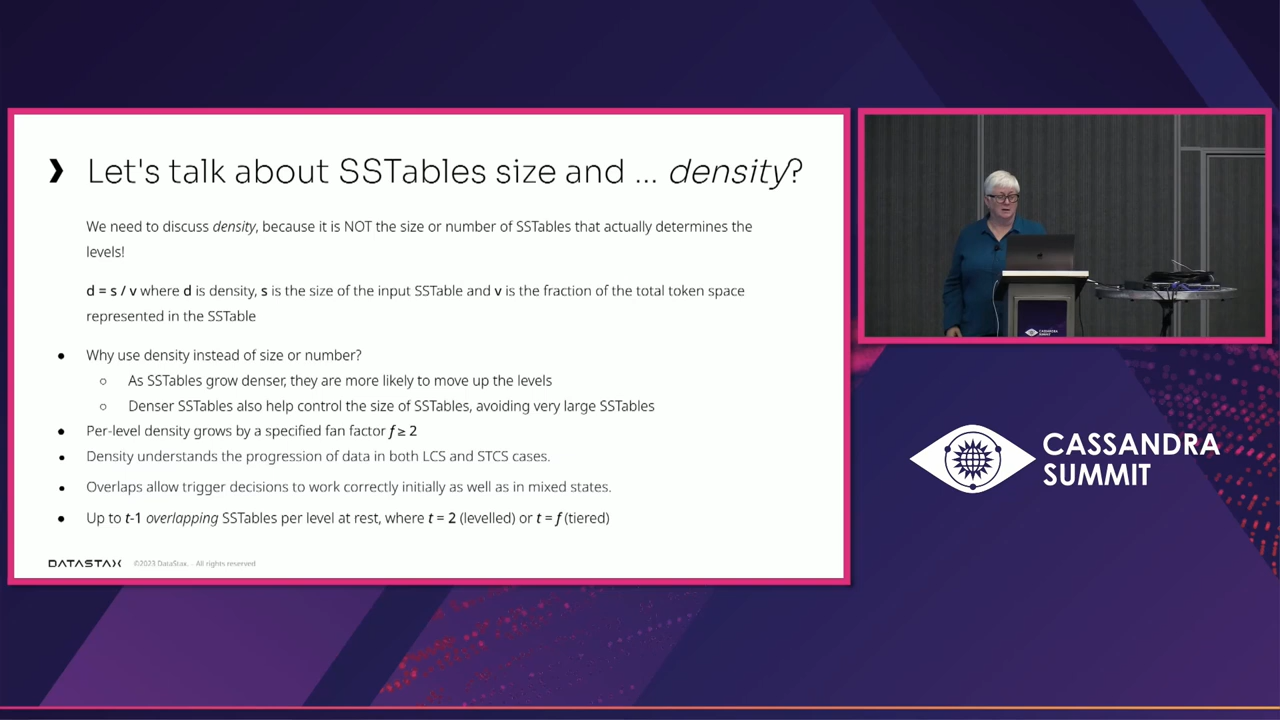 Let's talk about SSTables size and ... density?
We need to discuss density, because it is NOT the size or number of SSTables that actually determines the
levels!
d = s / v where d is density, s is the size of the input SSTable and v is the fraction of the total token space
represented in the SSTable
● Why use density instead of size or number?
○ As SSTables grow denser, they are more likely to move up the levels
○ Denser SSTables also help control the size of SSTables, avoiding very large SSTables
● Per-level density grows by a specified fan factor f ≥ 2
● Density understands the progression of data in both LCS and STCS cases.
● Overlaps allow trigger decisions to work correctly initially as well as in mixed states.
● Up to t-1 overlapping SSTables per level at rest, where t = 2 (levelled) or t = f (tiered)
DATASTAX ©2023 DataStax. - All rights reserved
CASSANDRA
SUMMIT
CASSANDRA
SUMMIT